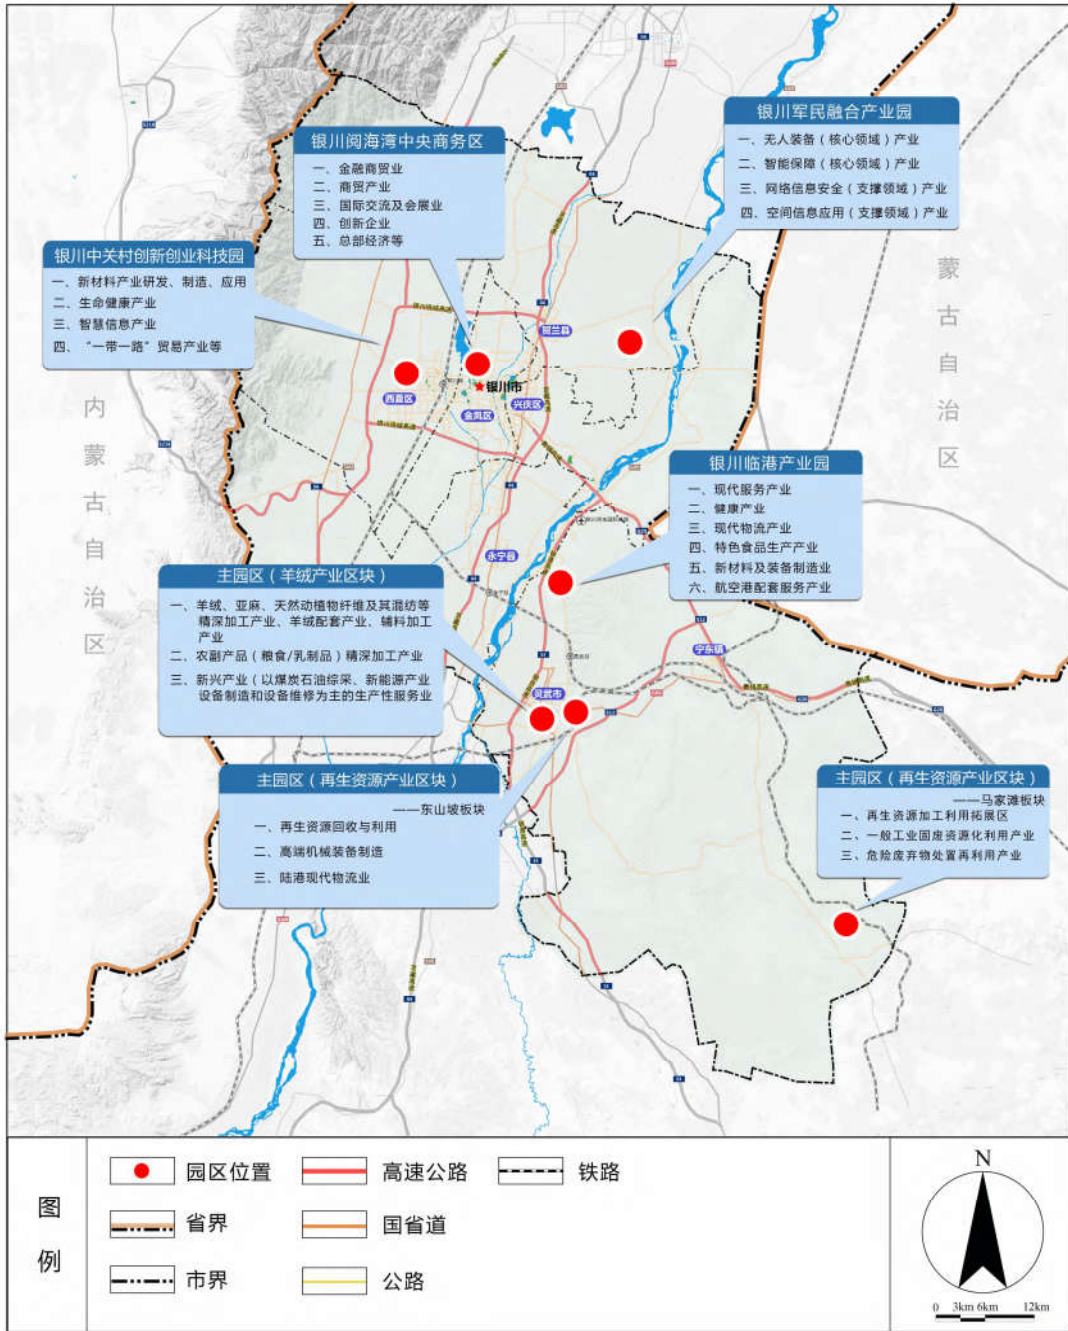 银川军民融合产业园
一、无人装备（核心领域）产业
二、智能保障（核心领域）产业
三、网络信息安全（支撑领域）产业
四、空间信息应用（支撑领域）产业
银川阅海湾中央商务区
一、金融商贸业
二、商贸产业
三、国际交流及会展业
四、创新企业
五、总部经济等
银川中关村创新创业科技园
一、新材料产业研发、制造、应用
二、生命健康产业
三、智慧信息产业
四、“一带一路”贸易产业等
内蒙古自治区
蒙古自治区
贺兰县
银川市
西夏区
金凤区
兴庆区
永宁县
灵武市
宁东镇
银川临港产业园
一、现代服务产业
二、健康产业
三、现代物流产业
四、特色食品生产产业
五、新材料及装备制造业
六、航空港配套服务产业
主园区（羊绒产业区块）
一、羊绒、亚麻、天然动植物纤维及其混纺等
精深加工产业、羊绒配套产业、辅料加工
产业
二、农副产品（粮食/乳制品）精深加工产业
三、新兴产业（以煤炭石油综采、新能源产业
设备制造和设备维修为主的生产性服务业
主园区（再生资源产业区块）
——东山坡板块
一、再生资源回收与利用
二、高端机械装备制造
三、陆港现代物流业
主园区（再生资源产业区块）
——马家滩板块
一、再生资源加工利用拓展区
二、一般工业固废资源化利用产业
三、危险废弃物处置再利用产业
图例
园区位置
高速公路
铁路
省界
国省道
市界
公路
N
0 3km 6km 12km